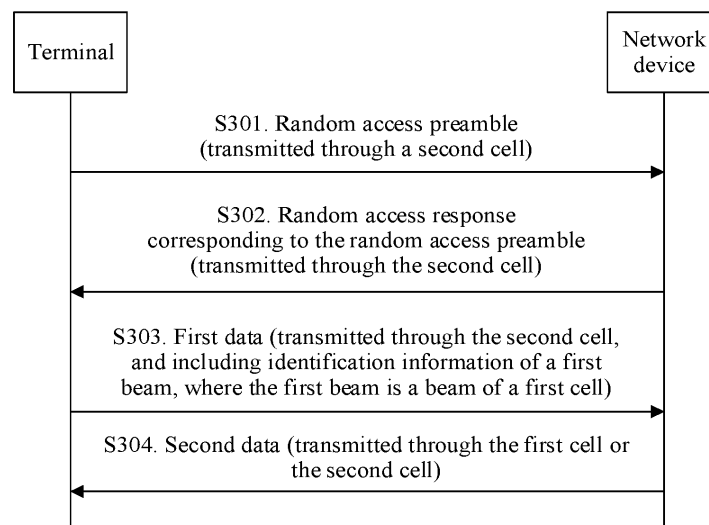 Terminal
Network
device
S301. Random access preamble
(transmitted through a second cell)
S302. Random access response
corresponding to the random access preamble
(transmitted through the second cell)
S303. First data (transmitted through the second cell,
and including identification information of a first
beam, where the first beam is a beam of a first cell)
S304. Second data (transmitted through the first cell or
the second cell)